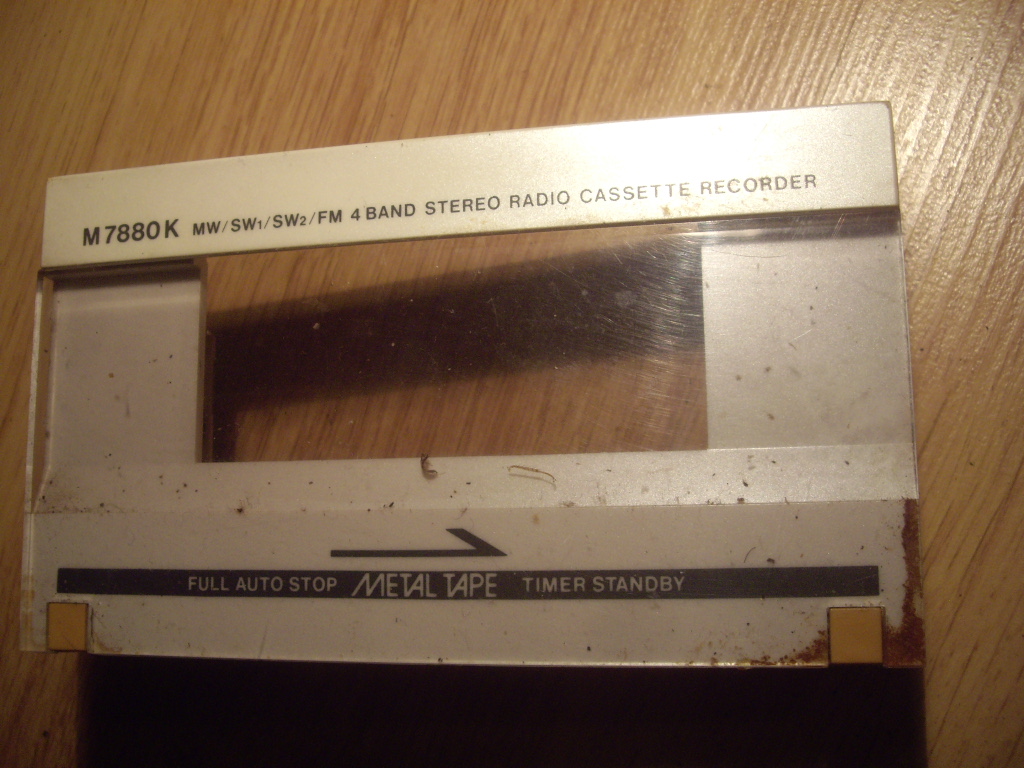 M7880K MW/SW1/SW2/FM 4 BAND STEREO RADIO CASSETTE RECORDER
FULL AUTO STOP METAL TAPE TIMER STANDBY